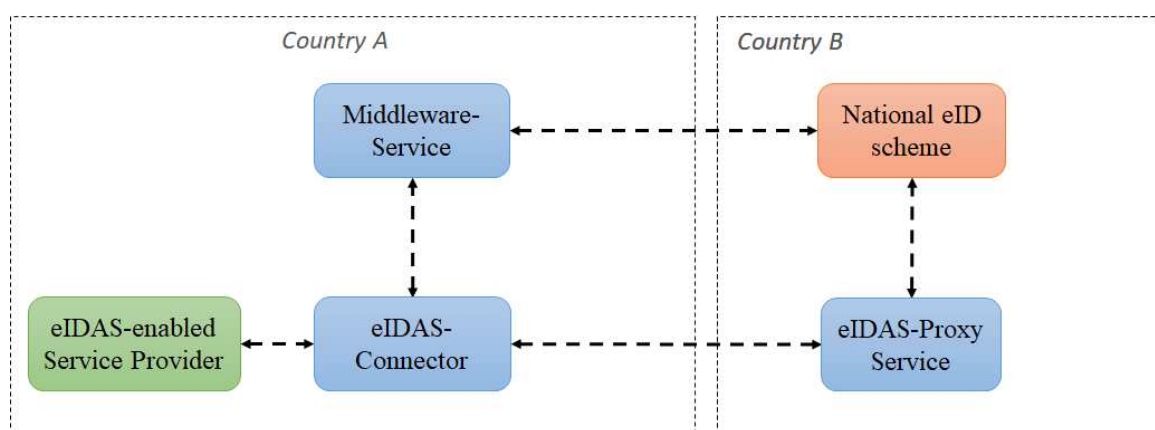 Country A
Country B
Middleware-
Service
National eID
scheme
eIDAS-enabled
Service Provider
eIDAS-
Connector
eIDAS-Proxy
Service